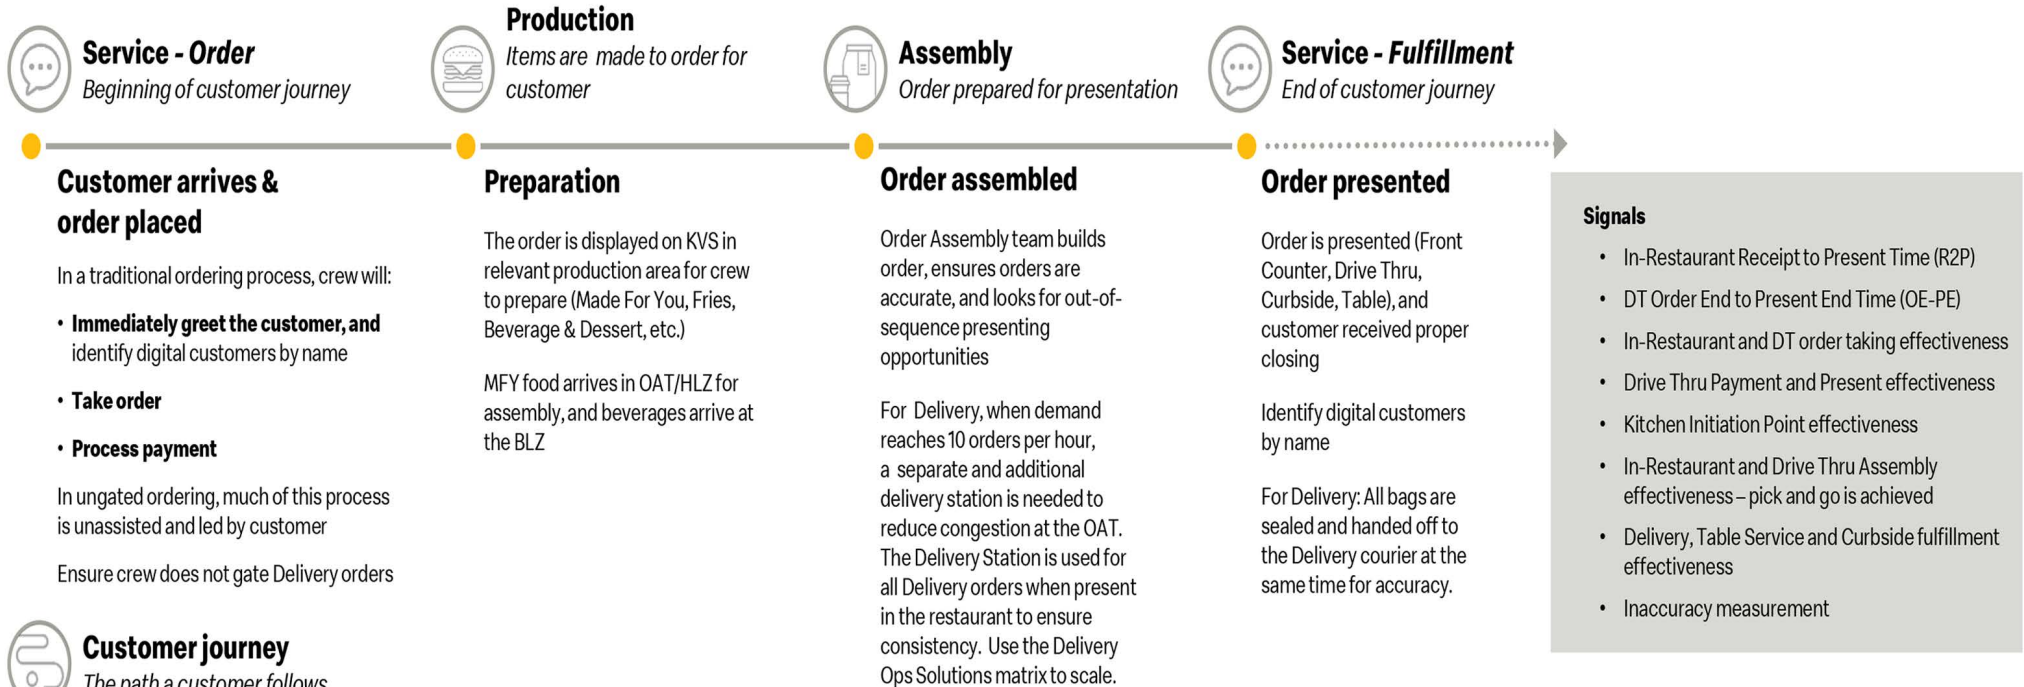 Service - Order
Beginning of customer journey
Production
Items are made to order for
customer
Assembly
Order prepared for presentation
Service - Fulfillment
End of customer journey
Customer arrives &
order placed
In a traditional ordering process, crew will:
• Immediately greet the customer, and
identify digital customers by name
• Take order
• Process payment
In ungated ordering, much of this process
is unassisted and led by customer
Ensure crew does not gate Delivery orders
Preparation
The order is displayed on KVS in
relevant production area for crew
to prepare (Made For You, Fries,
Beverage & Dessert, etc.)
MFY food arrives in OAT/HLZ for
assembly, and beverages arrive at
the BLZ
Order assembled
Order Assembly team builds
order, ensures orders are
accurate, and looks for out-of-
sequence presenting
opportunities
For Delivery, when demand
reaches 10 orders per hour,
a separate and additional
delivery station is needed to
reduce congestion at the OAT.
The Delivery Station is used for
all Delivery orders when present
in the restaurant to ensure
consistency. Use the Delivery
Ops Solutions matrix to scale.
Order presented
Order is presented (Front
Counter, Drive Thru,
Curbside, Table), and
customer received proper
closing
Identify digital customers
by name
For Delivery: All bags are
sealed and handed off to
the Delivery courier at the
same time for accuracy.
Signals
• In-Restaurant Receipt to Present Time (R2P)
• DT Order End to Present End Time (OE-PE)
• In-Restaurant and DT order taking effectiveness
• Drive Thru Payment and Present effectiveness
• Kitchen Initiation Point effectiveness
• In-Restaurant and Drive Thru Assembly
effectiveness – pick and go is achieved
• Delivery, Table Service and Curbside fulfillment
effectiveness
• Inaccuracy measurement
Customer journey
The path a customer follows